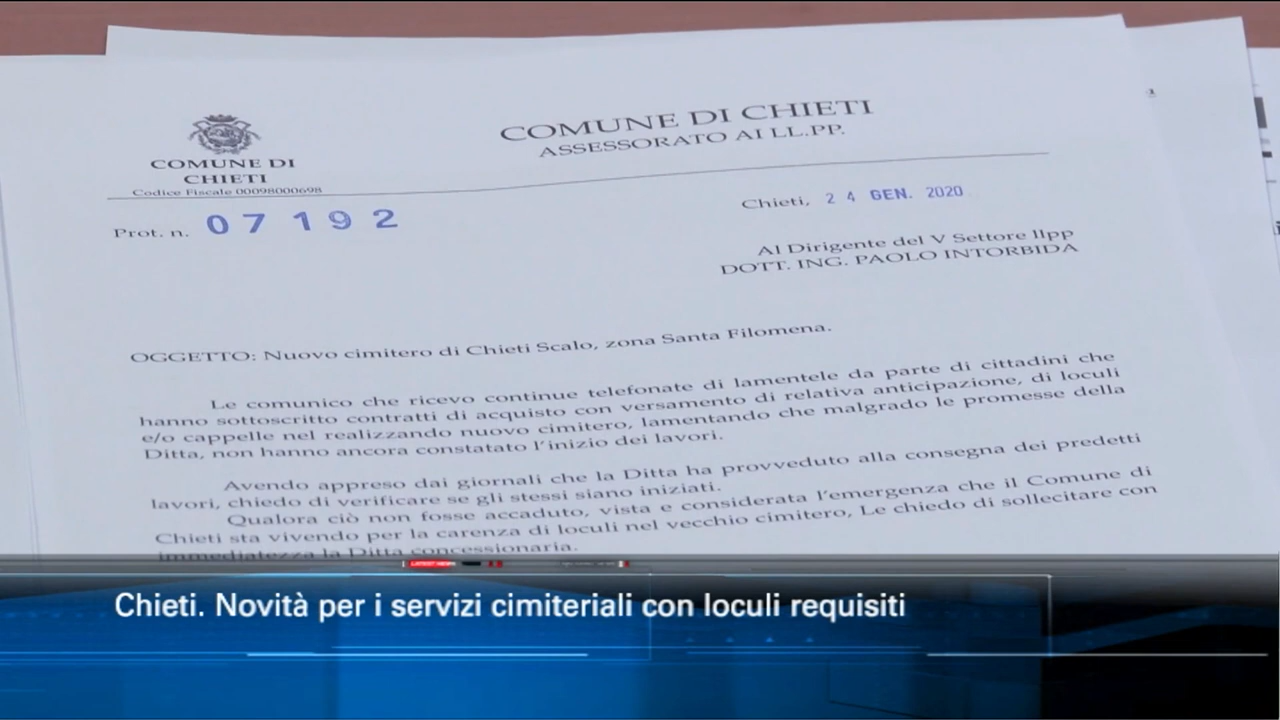 COMUNE DI CHIETI
ASSESSORATO AI LL.PP.
COMUNE DI
CHIETI
Codice Fiscale 00098000698
Prot. n. 07192
Chieti, 24 GEN. 2020
Al Dirigente del V Settore llpp
DOTT. ING. PAOLO INTORBIDA
OGGETTO: Nuovo cimitero di Chieti Scalo, zona Santa Filomena.
Le comunico che ricevo continue telefonate di lamentele da parte di cittadini che
hanno sottoscritto contratti di acquisto con versamento di relativa anticipazione, di loculi
e/o cappelle nel realizzando nuovo cimitero, lamentando che malgrado le promesse della
Ditta, non hanno ancora constatato l'inizio dei lavori.
Avendo appreso dai giornali che la Ditta ha provveduto alla consegna dei predetti
lavori, chiedo di verificare se gli stessi siano iniziati.
Qualora ciò non fosse accaduto, vista e considerata l'emergenza che il Comune di
Chieti sta vivendo per la carenza di loculi nel vecchio cimitero, Le chiedo di sollecitare con
immediatezza la Ditta concessionaria.
LATEST NEWS
Chieti. Novità per i servizi cimiteriali con loculi requisiti